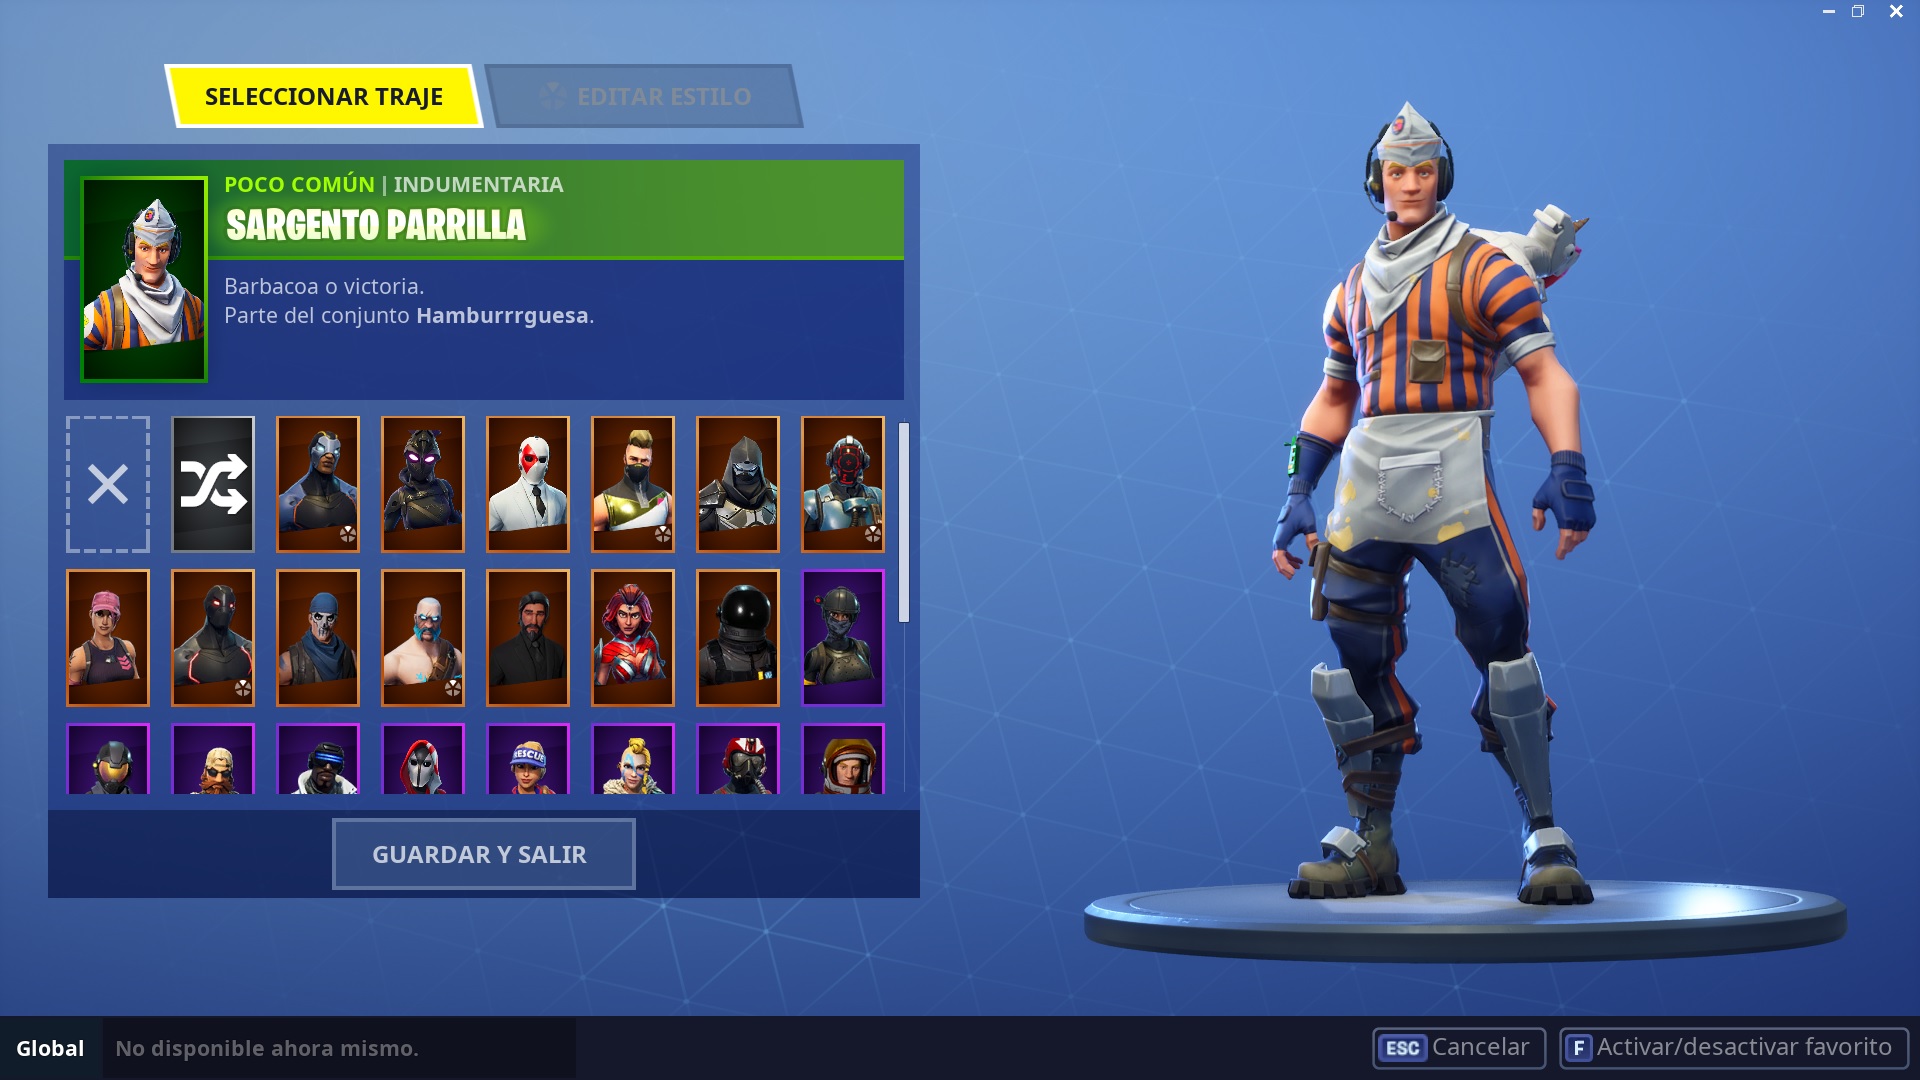 SELECCIONAR TRAJE
EDITAR ESTILO
POCO COMÚN | INDUMENTARIA
SARGENTO PARRILLA
Barbacoa o victoria.
Parte del conjunto Hamburrrguesa.
RESCUE
GUARDAR Y SALIR
Global
No disponible ahora mismo.
ESC Cancelar
F Activar/desactivar favorito